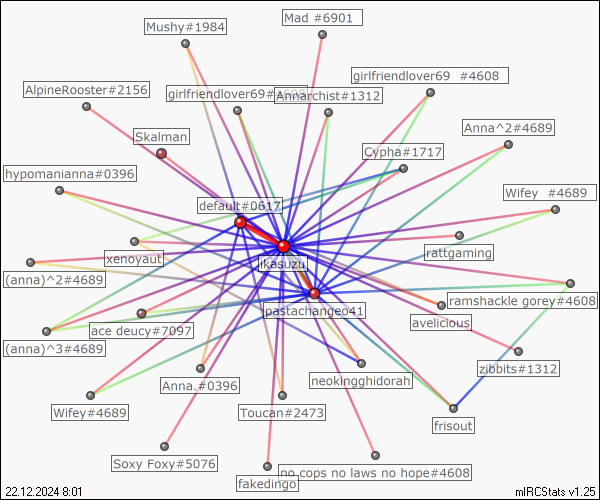 Mad #6901
Mushy#1984
girlfriendlover69 #4608
AlpineRooster#2156
girlfriendlover69#4608
Annarchist#1312
Anna^2#4689
Skalman
Cypha#1717
hypomanianna#0396
Wifey #4689
default#0617
xenoyaut
rattgaming
jikasuzu
(anna)^2#4689
ramshackle gorey#4608
pastachangeo41
avelicious
ace deucy#7097
(anna)^3#4689
zibbits#1312
neokingghidorah
Anna.#0396
Wifey#4689
Toucan#2473
frisout
Soxy Foxy#5076
no cops no laws no hope#4608
fakedingo
22.12.2024 8:01
mIRCStats v1.25